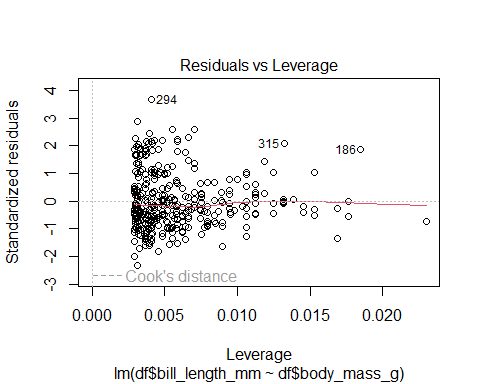 Residuals vs Leverage
Standardized residuals
4
3
2
1
0
-1
-2
-3
294
315
186
Cook's distance
0.000 0.005 0.010 0.015 0.020
Leverage
lm(df$bill_length_mm ~ df$body_mass_g)